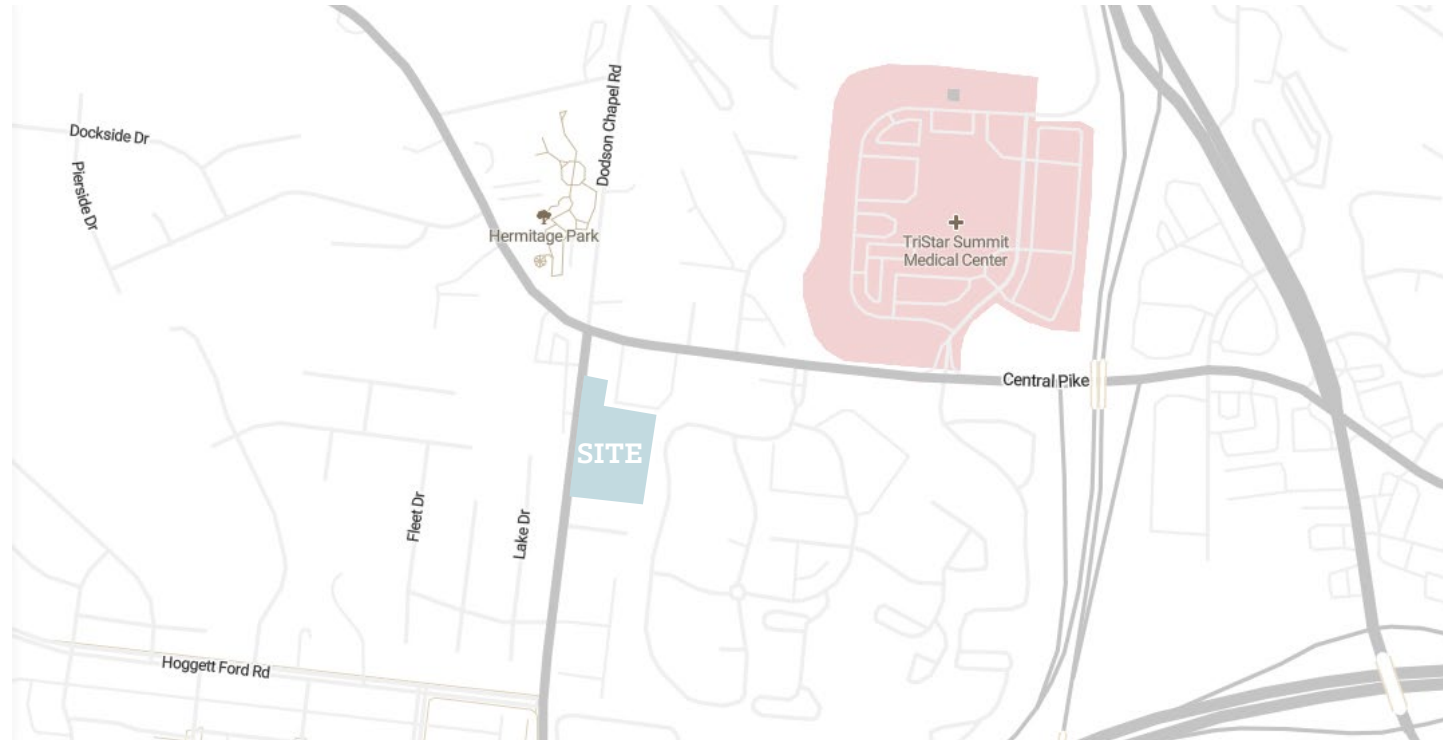 Dodson Chapel Rd
Dockside Dr
Pierside Dr
Hermitage Park
TriStar Summit
Medical Center
Central Pike
SITE
Fleet Dr
Lake Dr
Hoggett Ford Rd